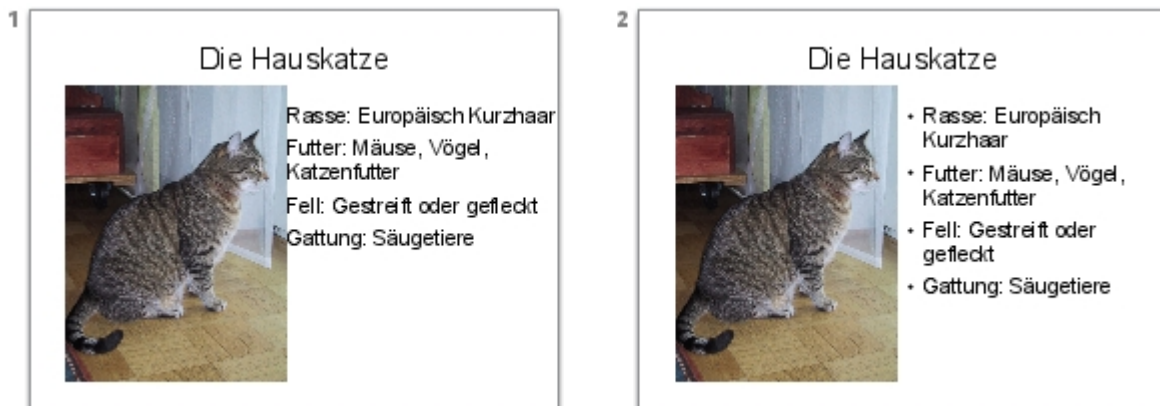 1
Die Hauskatze
Rasse: Europäisch Kurzhaar
Futter: Mäuse, Vögel,
Katzenfutter
Fell: Gestreift oder gefleckt
Gattung: Säugetiere
2
Die Hauskatze
• Rasse: Europäisch
Kurzhaar
• Futter: Mäuse, Vögel,
Katzenfutter
• Fell: Gestreift oder
gefleckt
• Gattung: Säugetiere